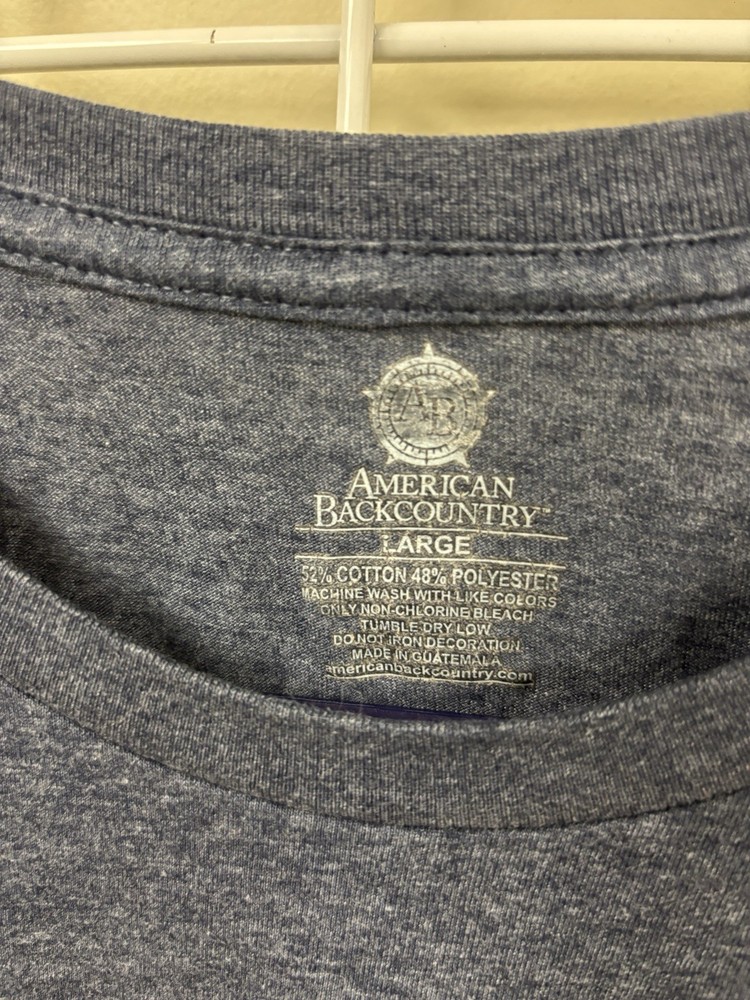 AB
AMERICAN
BACKCOUNTRY™
LARGE
52% COTTON 48% POLYESTER
MACHINE WASH WITH LIKE COLORS
ONLY NON-CHLORINE BLEACH
TUMBLE DRY LOW
DO NOT IRON DECORATION
MADE IN GUATEMALA
americanbackcountry.com